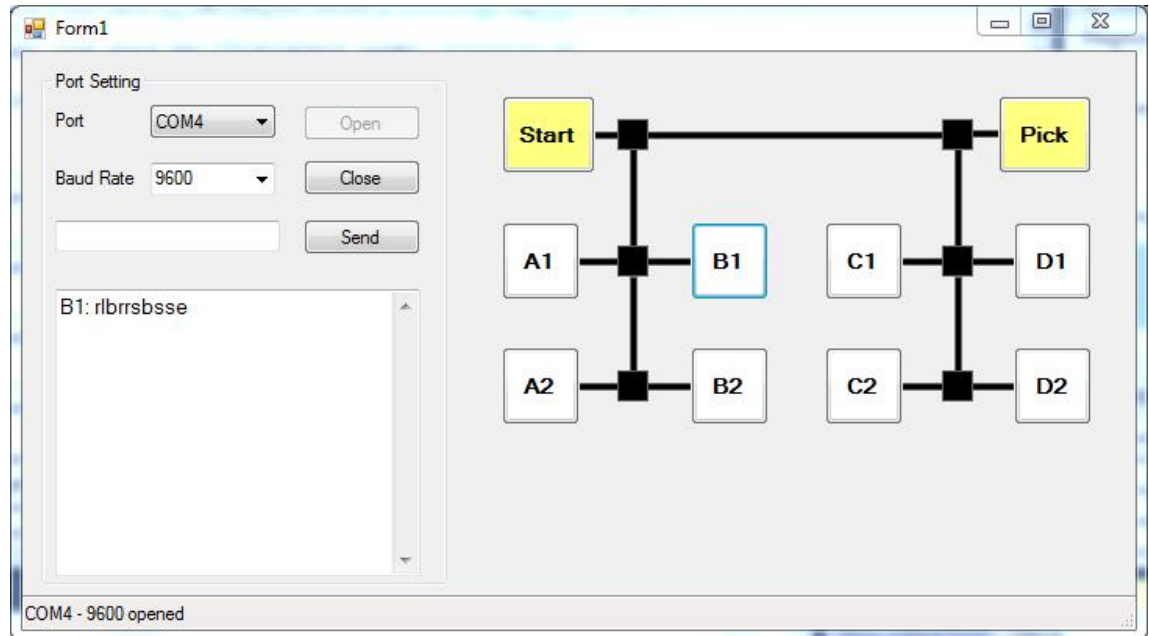 Form1
Port Setting
Port COM4 Open
Baud Rate 9600 Close
Send
B1: rlbrrsbsse
Start Pick
A1 B1 C1 D1
A2 B2 C2 D2
COM4 - 9600 opened